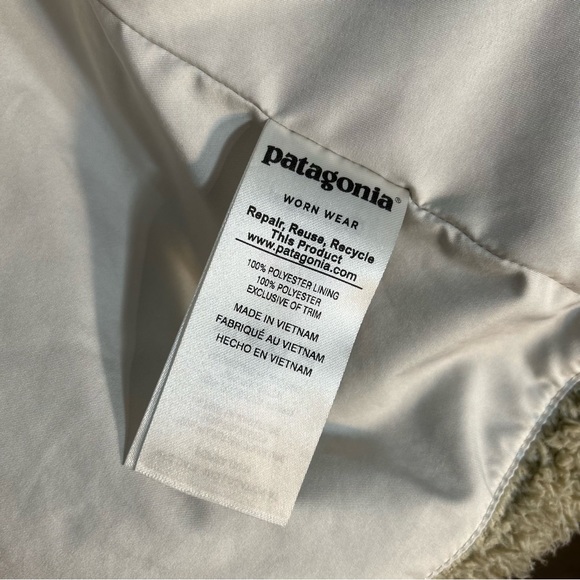 patagonia®
WORN WEAR
Repair, Reuse, Recycle
This Product
www.patagonia.com
100% POLYESTER LINING
100% POLYESTER
EXCLUSIVE OF TRIM
MADE IN VIETNAM
FABRIQUÉ AU VIETNAM
HECHO EN VIETNAM